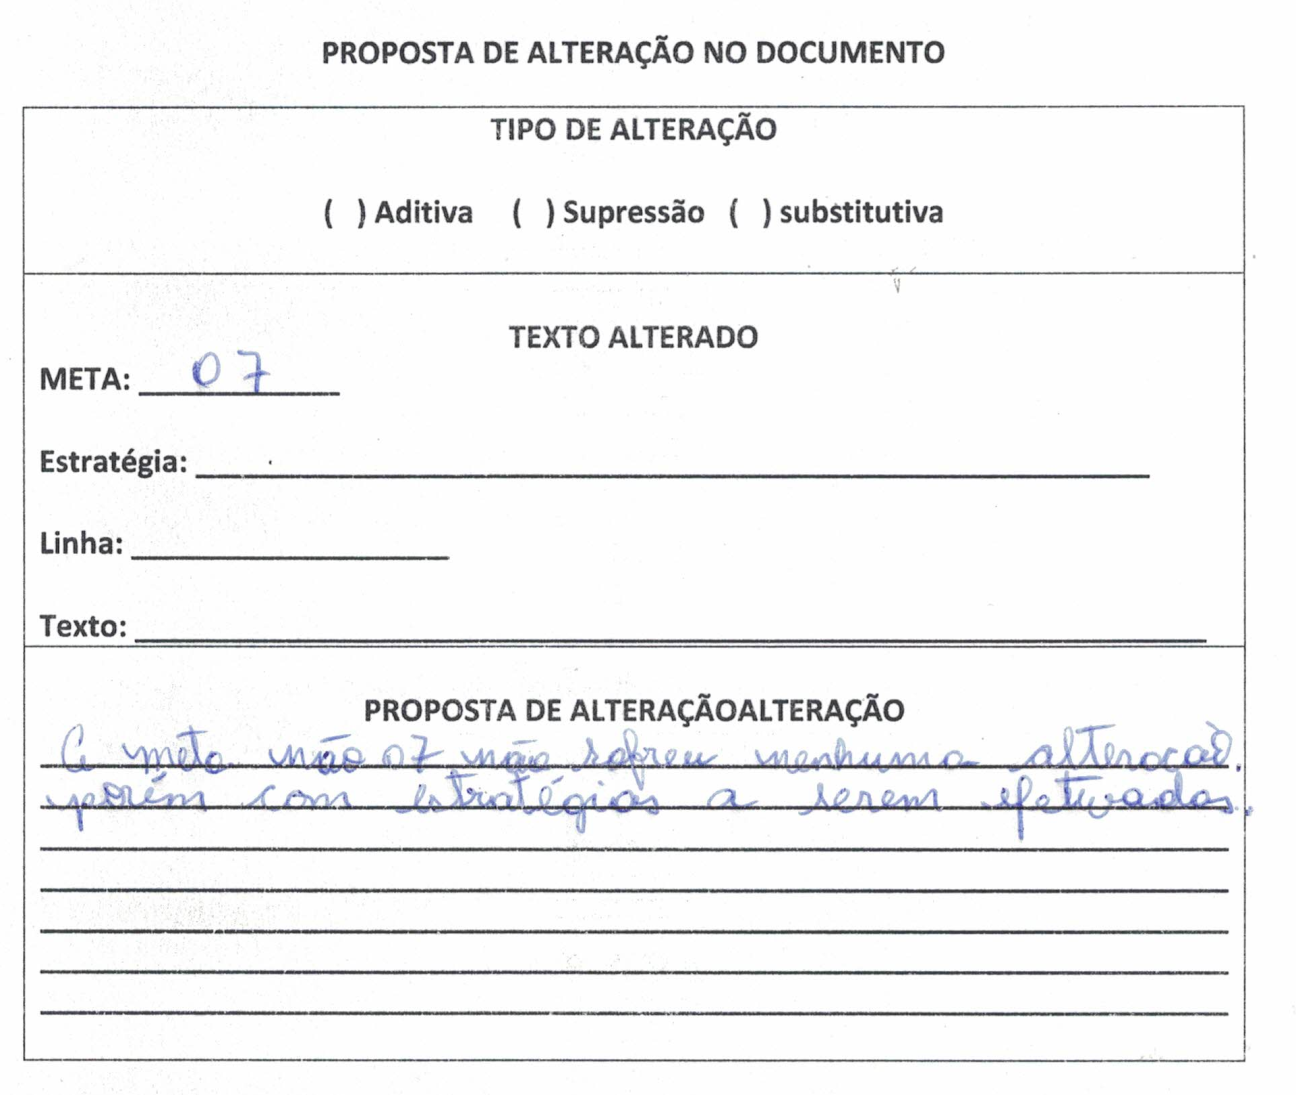 PROPOSTA DE ALTERAÇÃO NO DOCUMENTO
TIPO DE ALTERAÇÃO
( ) Aditiva ( ) Supressão ( ) substitutiva
TEXTO ALTERADO
META: 07
Estratégia:
Linha:
Texto:
PROPOSTA DE ALTERAÇÃOALTERAÇÃO
A meta não 07 não sofreu nenhuma alteração.
porém com estratégias a serem efetuadas.